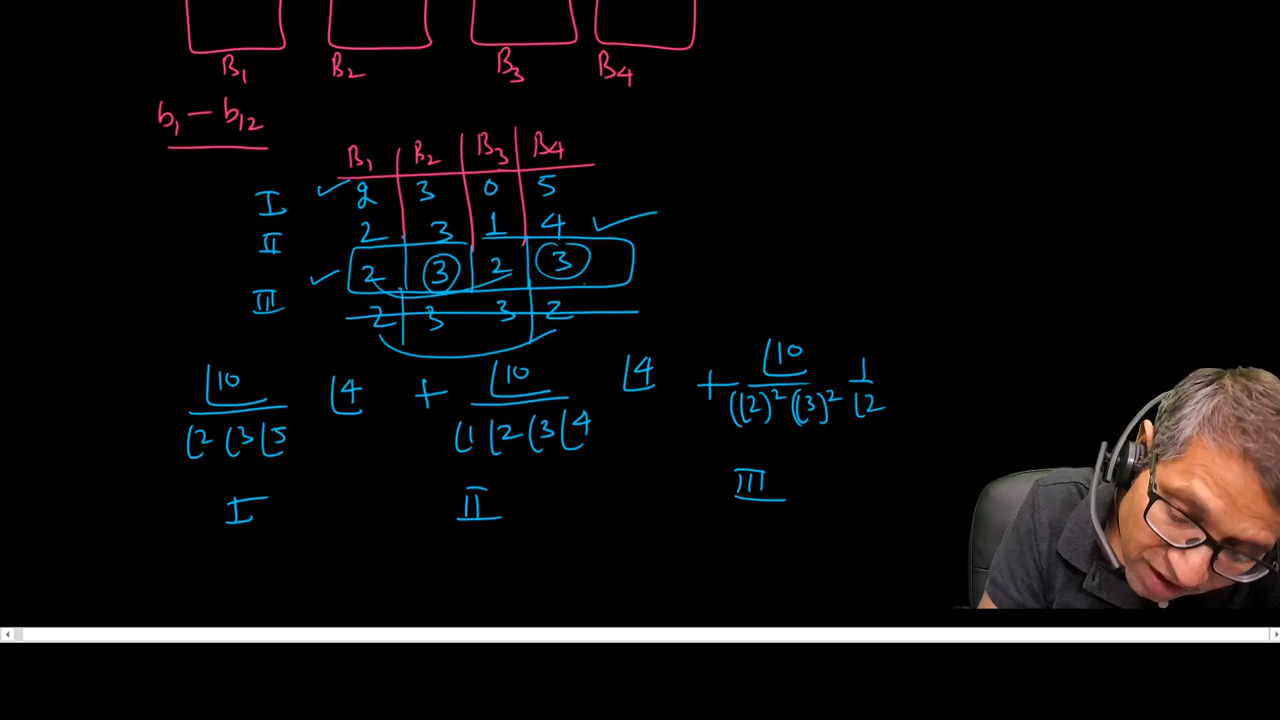 B₁ B₂ B₃ B₄
b₁ – b₁₂
B₁ B₂ B₃ B₄
I 2 3 0 5
II 2 3 1 4
III 2 3 2 3
2 3 3 2
|10 / (|2 |3 |5) |4 + |10 / (|1 |2 |3 |4) |4 + |10 / ((|2)² (|3)²) 1/|2
I II III